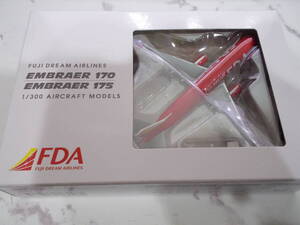 FUJI DREAM AIRLINES
EMBRAER 170
EMBRAER 175
1/300 AIRCRAFT MODELS
FDA
FUJI DREAM AIRLINES